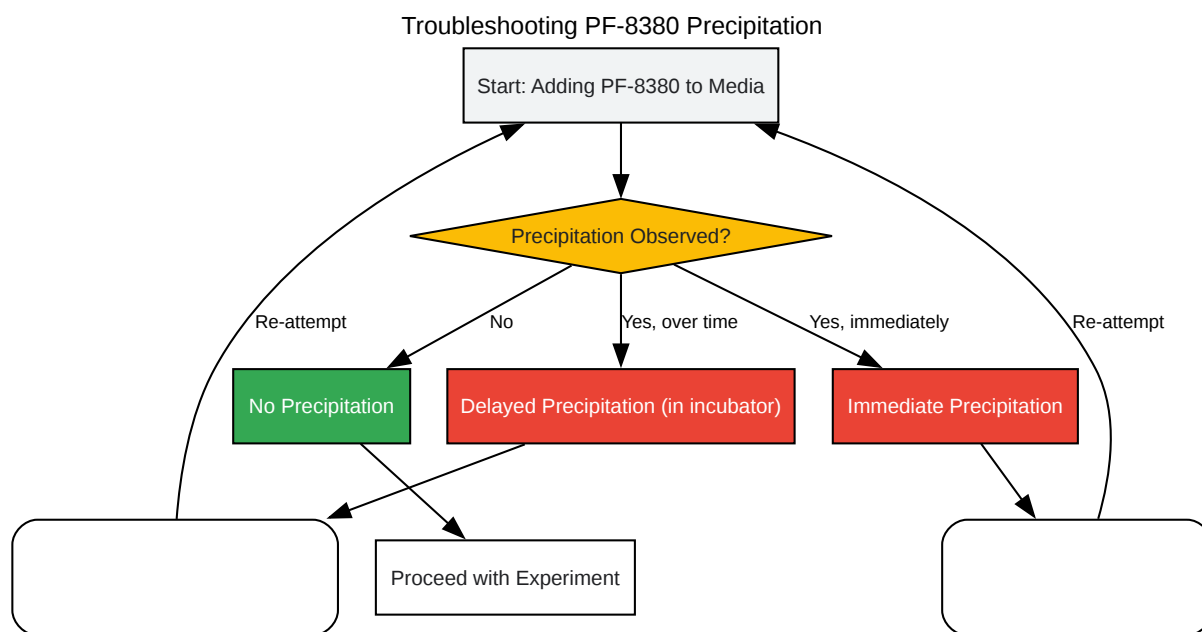 Troubleshooting PF-8380 Precipitation
Start: Adding PF-8380 to Media
Precipitation Observed?
Re-attempt
No
Yes, over time
Yes, immediately
Re-attempt
No Precipitation
Delayed Precipitation (in incubator)
Immediate Precipitation
Proceed with Experiment